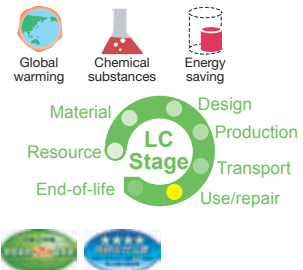 Global
warming
Chemical
substances
Energy
saving
Material
Design
Production
Resource
LC
Stage
Transport
End-of-life
Use/repair